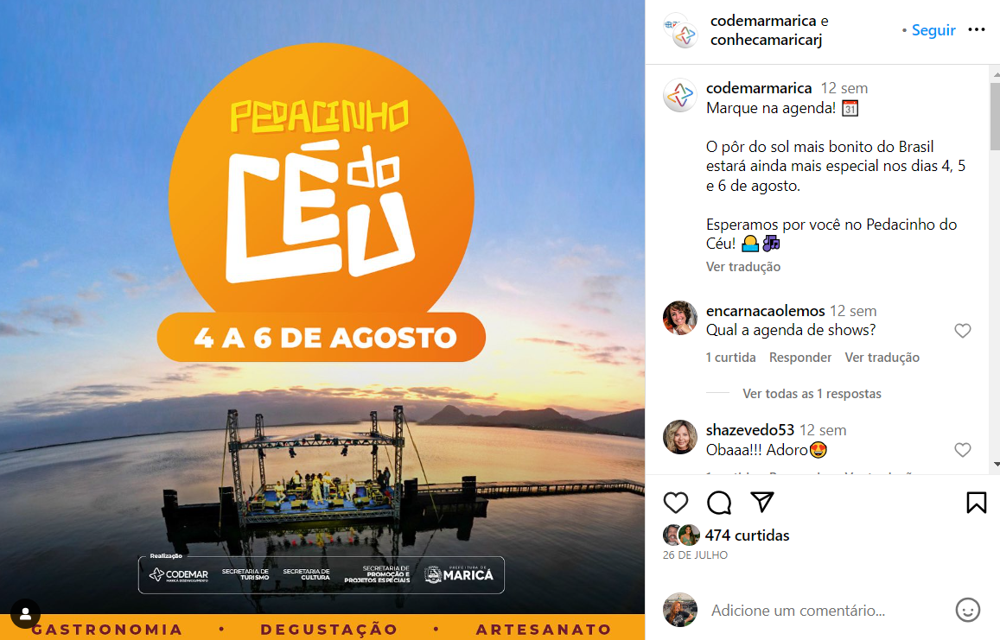 PEDACINHO
do
CÉU
4 A 6 DE AGOSTO
Realização
CODEMAR
MARICÁ DESENVOLVIMENTO
SECRETARIA DE
TURISMO
SECRETARIA DE
CULTURA
SECRETARIA DE
PROMOÇÃO E
PROJETOS ESPECIAIS
PREFEITURA DE
MARICÁ
GASTRONOMIA • DEGUSTAÇÃO • ARTESANATO
codemarmarica e
conhecamaricarj
• Seguir
codemarmarica 12 sem
Marque na agenda! 📅
O pôr do sol mais bonito do Brasil
estará ainda mais especial nos dias 4, 5
e 6 de agosto.
Esperamos por você no Pedacinho do
Céu! 🌅🎶
Ver tradução
encarnacaolemos 12 sem
Qual a agenda de shows?
1 curtida Responder Ver tradução
Ver todas as 1 respostas
shazevedo53 12 sem
Obaaa!!! Adoro😍
474 curtidas
26 DE JULHO
Adicione um comentário...